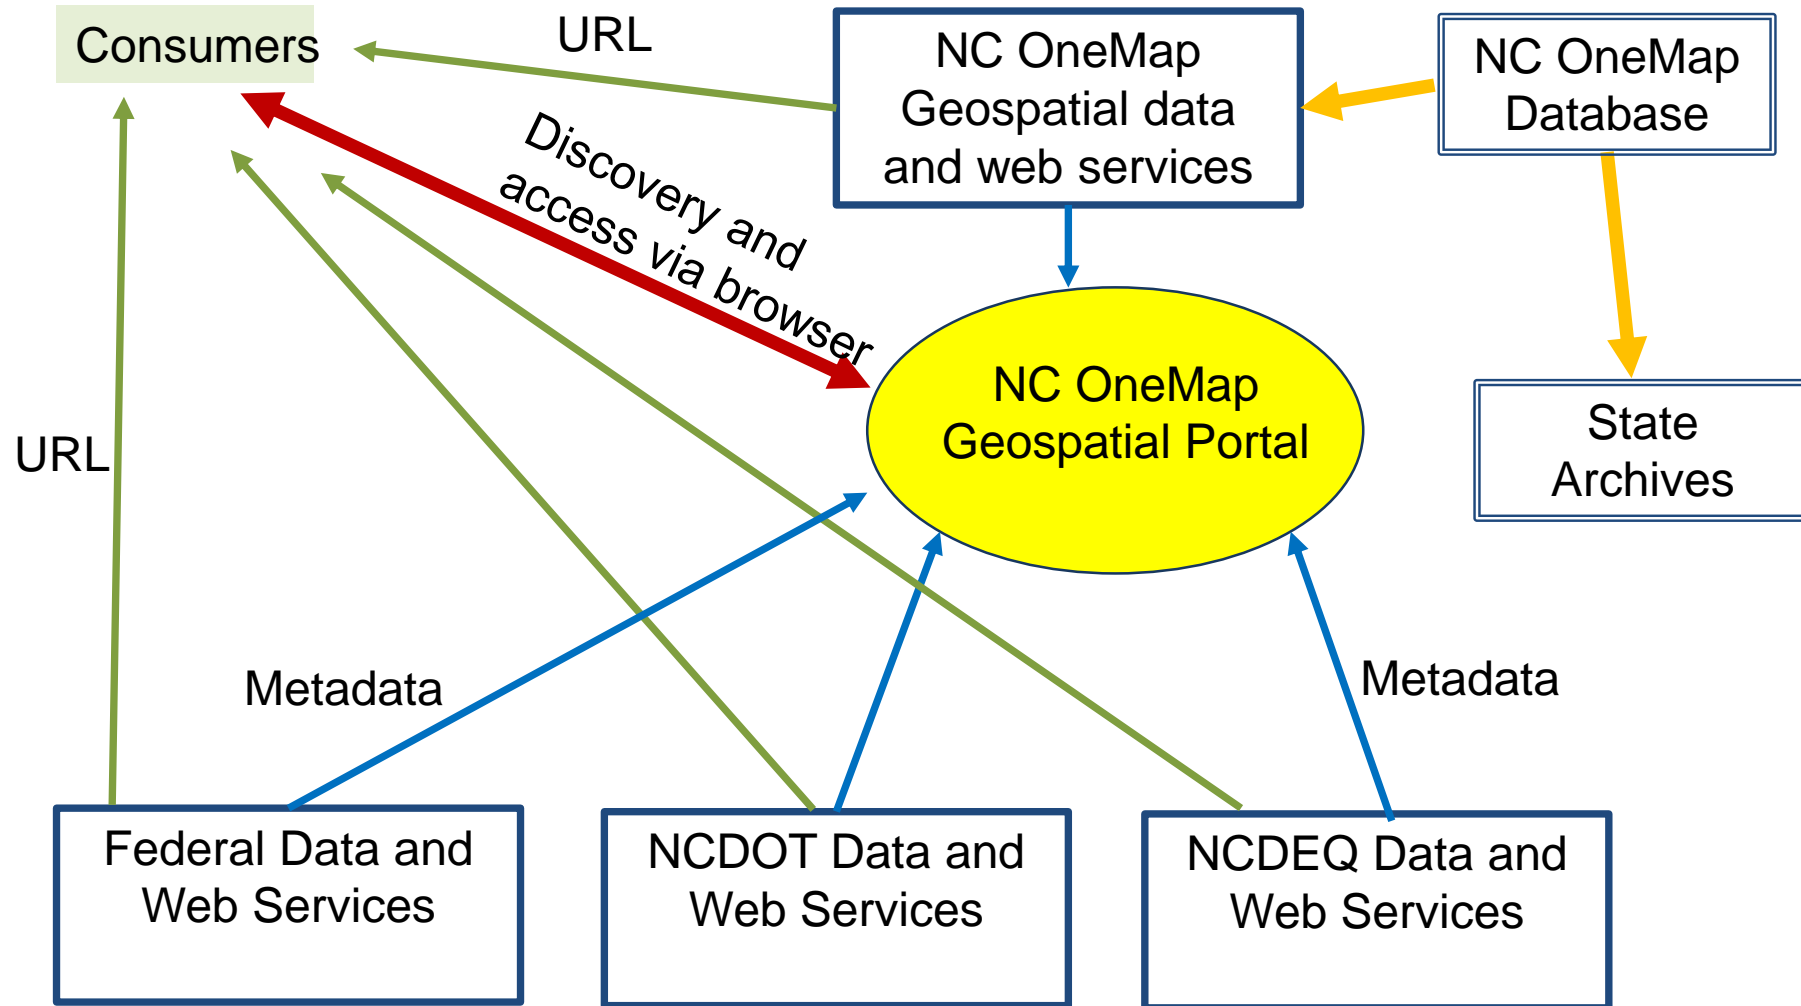 Consumers
URL
NC OneMap
Geospatial data
and web services
NC OneMap
Database
Discovery and
access via browser
NC OneMap
Geospatial Portal
State
Archives
URL
Metadata
Metadata
Federal Data and
Web Services
NCDOT Data and
Web Services
NCDEQ Data and
Web Services